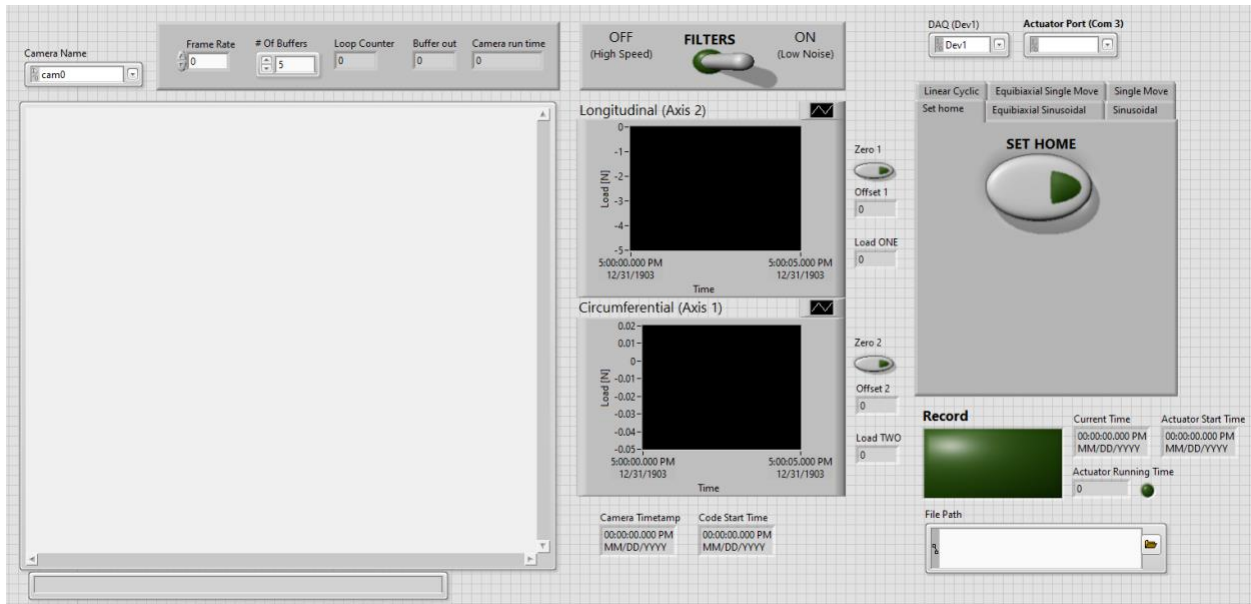 Camera Name
cam0
Frame Rate
0
# Of Buffers
5
Loop Counter
0
Buffer out
0
Camera run time
0
OFF
(High Speed)
FILTERS
ON
(Low Noise)
DAQ (Dev1)
Dev1
Actuator Port (Com 3)
Longitudinal (Axis 2)
0
-1
-2
-3
-4
-5
Load [N]
5:00:00.000 PM
12/31/1903
5:00:05.000 PM
12/31/1903
Time
Zero 1
Offset 1
0
Load ONE
0
Circumferential (Axis 1)
0.02
0.01
0
-0.01
-0.02
-0.03
-0.04
-0.05
Load [N]
5:00:00.000 PM
12/31/1903
5:00:05.000 PM
12/31/1903
Time
Zero 2
Offset 2
0
Load TWO
0
Camera Timetamp
00:00:00.000 PM
MM/DD/YYYY
Code Start Time
00:00:00.000 PM
MM/DD/YYYY
Linear Cyclic
Equibiaxial Single Move
Single Move
Set home
Equibiaxial Sinusoidal
Sinusoidal
SET HOME
Record
Current Time
00:00:00.000 PM
MM/DD/YYYY
Actuator Start Time
00:00:00.000 PM
MM/DD/YYYY
Actuator Running Time
0
File Path